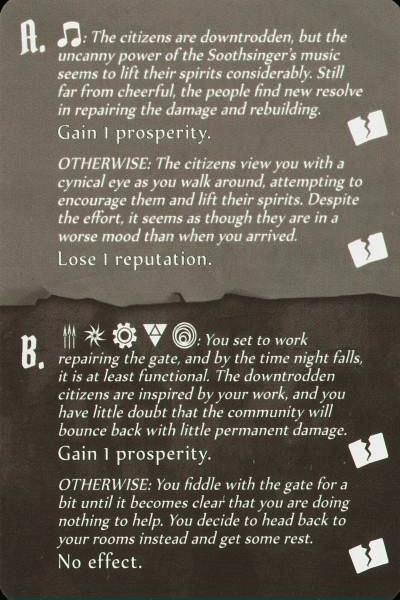 A. : The citizens are downtrodden, but the
uncanny power of the Soothsinger's music
seems to lift their spirits considerably. Still
far from cheerful, the people find new resolve
in repairing the damage and rebuilding.
Gain 1 prosperity.
OTHERWISE: The citizens view you with a
cynical eye as you walk around, attempting to
encourage them and lift their spirits. Despite
the effort, it seems as though they are in a
worse mood than when you arrived.
Lose 1 reputation.
B. : You set to work
repairing the gate, and by the time night falls,
it is at least functional. The downtrodden
citizens are inspired by your work, and you
have little doubt that the community will
bounce back with little permanent damage.
Gain 1 prosperity.
OTHERWISE: You fiddle with the gate for a
bit until it becomes clear that you are doing
nothing to help. You decide to head back to
your rooms instead and get some rest.
No effect.